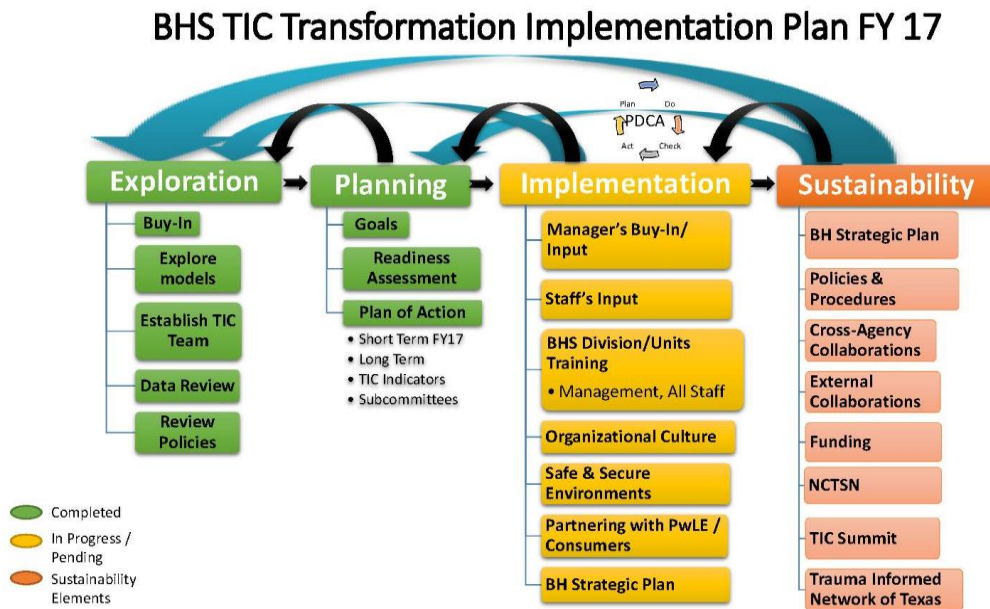 BHS TIC Transformation Implementation Plan FY 17
Plan
Do
PDCA
Act
Check
Exploration
Planning
Implementation
Sustainability
Buy-In
Explore
models
Establish TIC
Team
Data Review
Review
Policies
Goals
Readiness
Assessment
Plan of Action
• Short Term FY17
• Long Term
• TIC Indicators
• Subcommittees
Manager's Buy-In/
Input
Staff's Input
BHS Division/Units
Training
• Management, All Staff
Organizational Culture
Safe & Secure
Environments
Partnering with PwLE /
Consumers
BH Strategic Plan
BH Strategic Plan
Policies &
Procedures
Cross-Agency
Collaborations
External
Collaborations
Funding
NCTSN
TIC Summit
Trauma Informed
Network of Texas
Completed
In Progress /
Pending
Sustainability
Elements